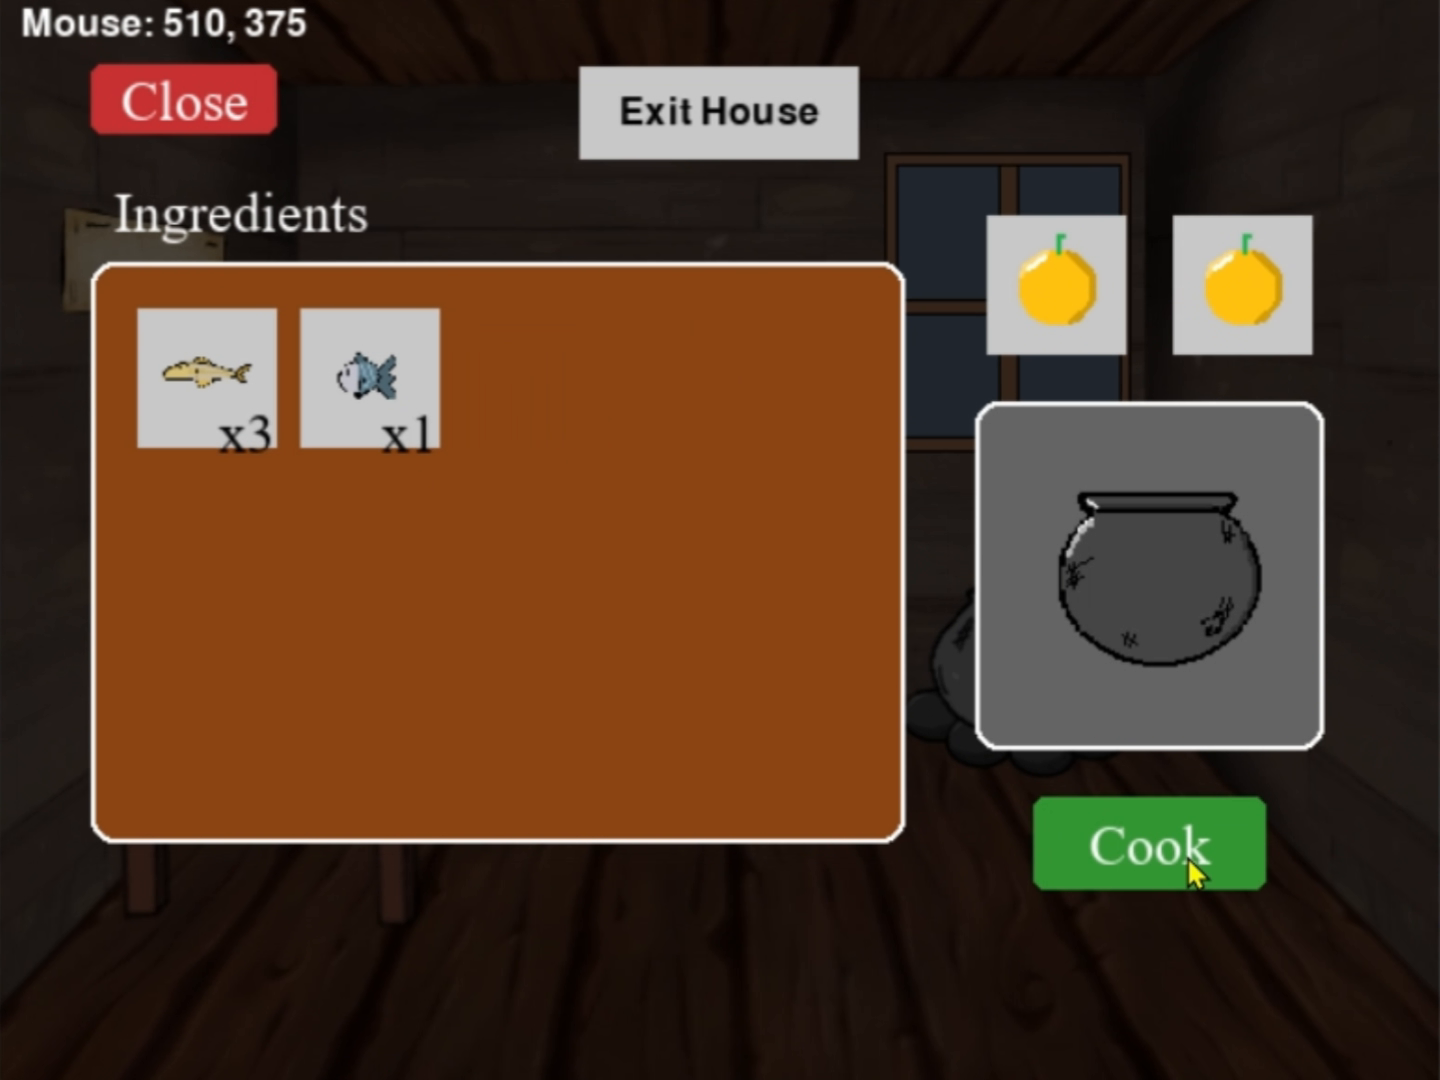 Mouse: 510, 375
Close
Exit House
Ingredients
x3
x1
Cook